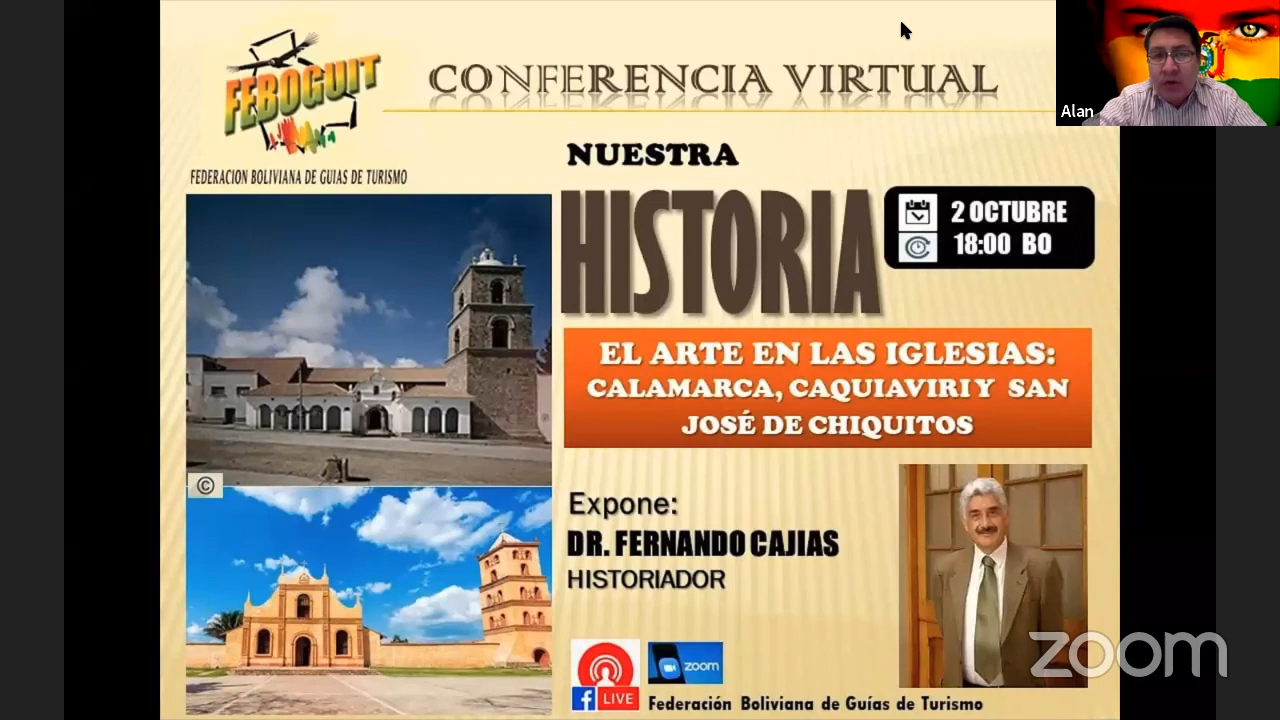 FEBOGUIT
FEDERACION BOLIVIANA DE GUIAS DE TURISMO
CONFERENCIA VIRTUAL
Alan
NUESTRA
HISTORIA
2 OCTUBRE
18:00 BO
EL ARTE EN LAS IGLESIAS:
CALAMARCA, CAQUIAVIRI Y SAN
JOSÉ DE CHIQUITOS
©
Expone:
DR. FERNANDO CAJIAS
HISTORIADOR
zoom
f LIVE
zoom
Federación Boliviana de Guías de Turismo